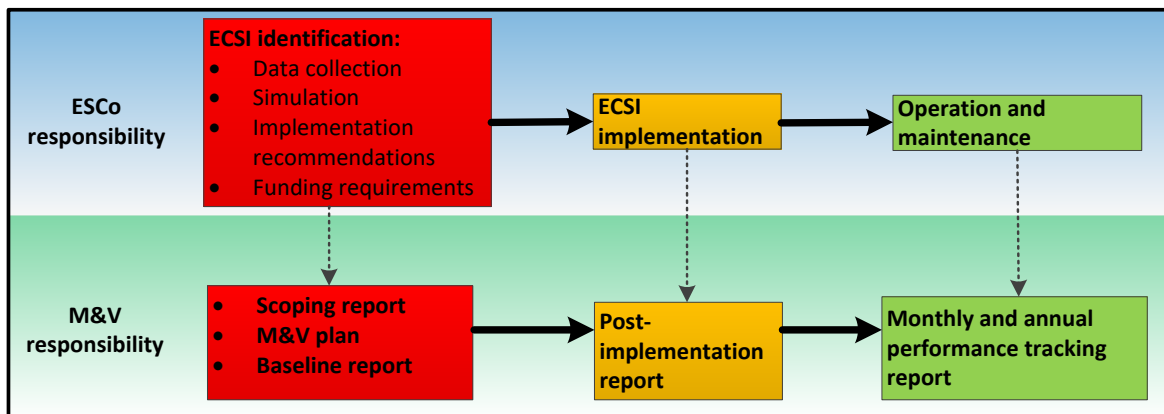 ESCo
responsibility
ECSI identification:
• Data collection
• Simulation
• Implementation
recommendations
• Funding requirements
ECSI
implementation
Operation and
maintenance
M&V
responsibility
• Scoping report
• M&V plan
• Baseline report
Post-
implementation
report
Monthly and annual
performance tracking
report